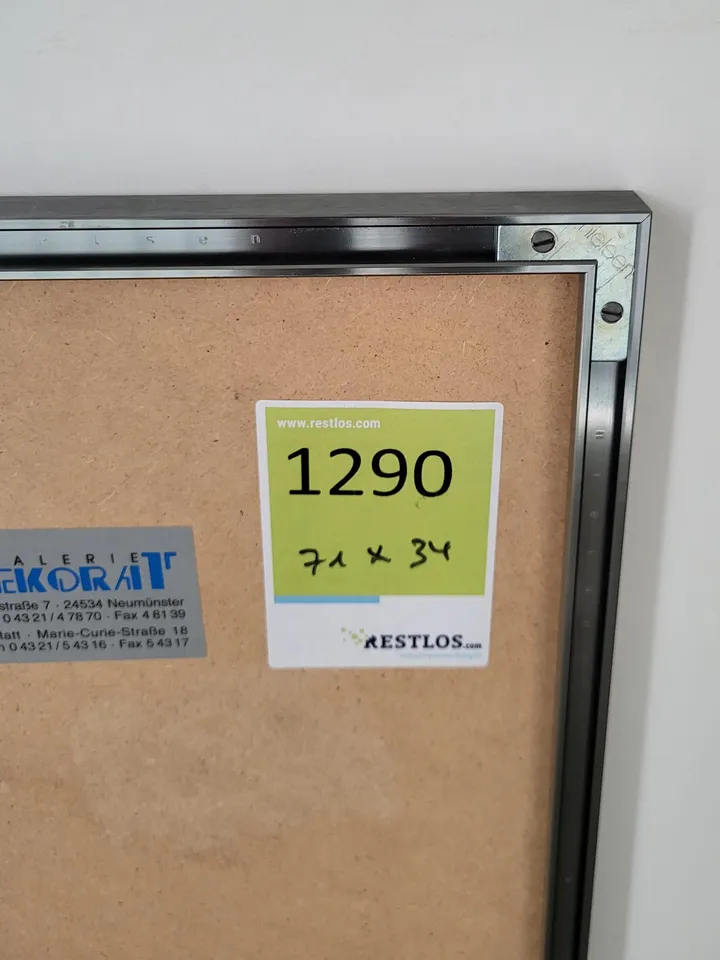 nielsen
www.restlos.com
1290
71 x 34
RESTLOS.com
ALERIE
EKORAT
straße 7 · 24534 Neumünster
0 43 21 / 4 78 70 · Fax 4 81 39
tatt · Marie-Curie-Straße 18
n 0 43 21 / 5 43 16 · Fax 5 43 17